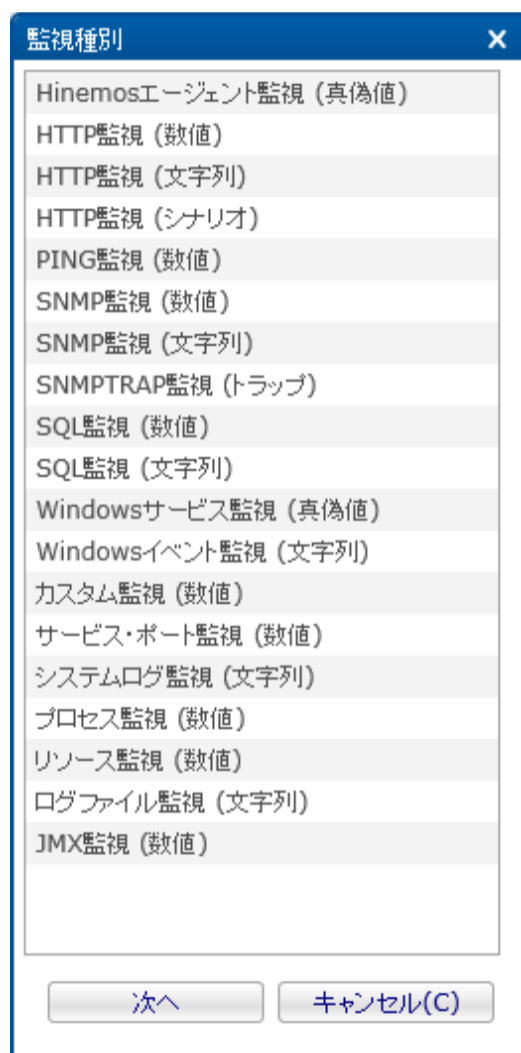 監視種別
Hinemosエージェント監視 (真偽値)
HTTP監視 (数値)
HTTP監視 (文字列)
HTTP監視 (シナリオ)
PING監視 (数値)
SNMP監視 (数値)
SNMP監視 (文字列)
SNMPTRAP監視 (トラップ)
SQL監視 (数値)
SQL監視 (文字列)
Windowsサービス監視 (真偽値)
Windowsイベント監視 (文字列)
カスタム監視 (数値)
サービス・ポート監視 (数値)
システムログ監視 (文字列)
プロセス監視 (数値)
リソース監視 (数値)
ログファイル監視 (文字列)
JMX監視 (数値)
次へ キャンセル(C)